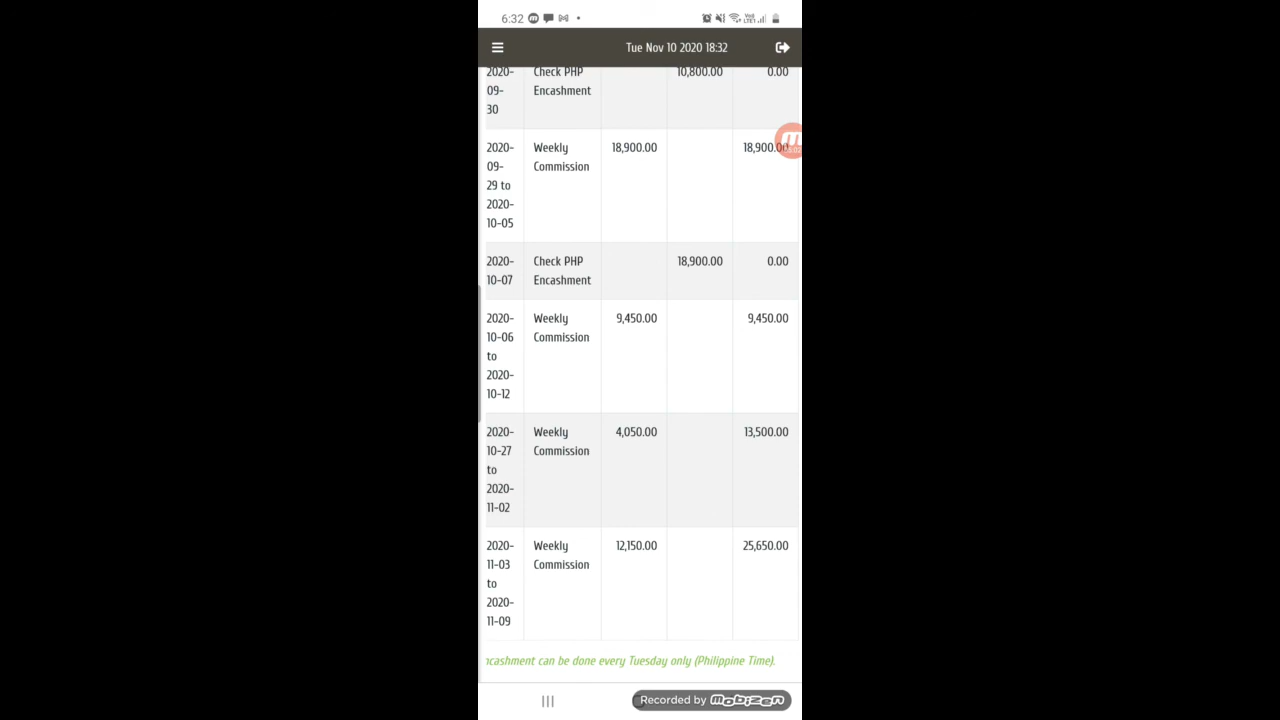 6:32
VoD
LTE1
Tue Nov 10 2020 18:32
2020-
09-
30
Check PHP
Encashment
10,800.00
0.00
2020-
09-
29 to
2020-
10-05
Weekly
Commission
18,900.00
18,900.00
2020-
10-07
Check PHP
Encashment
18,900.00
0.00
2020-
10-06
to
2020-
10-12
Weekly
Commission
9,450.00
9,450.00
2020-
10-27
to
2020-
11-02
Weekly
Commission
4,050.00
13,500.00
2020-
11-03
to
2020-
11-09
Weekly
Commission
12,150.00
25,650.00
ncashment can be done every Tuesday only (Philippine Time).
Recorded by mobizen